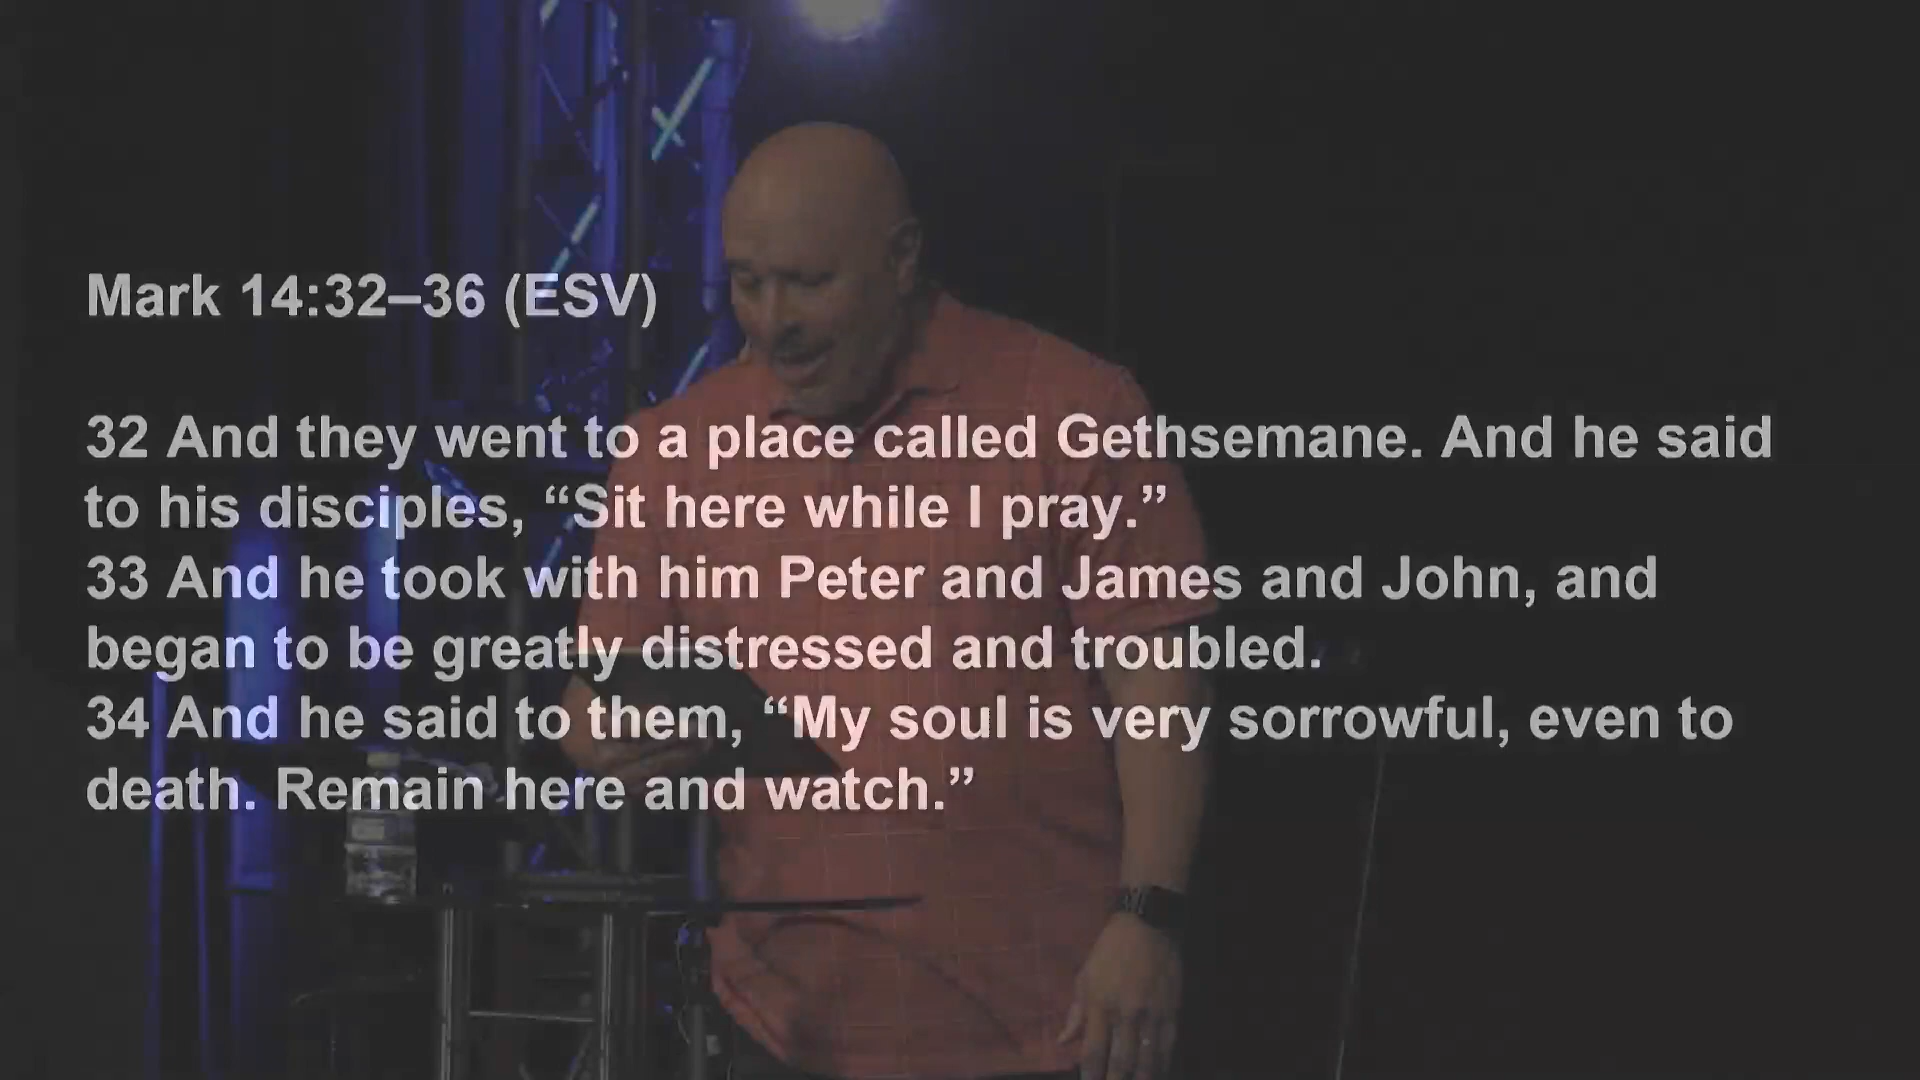 Mark 14:32–36 (ESV)
32 And they went to a place called Gethsemane. And he said
to his disciples, “Sit here while I pray.”
33 And he took with him Peter and James and John, and
began to be greatly distressed and troubled.
34 And he said to them, “My soul is very sorrowful, even to
death. Remain here and watch.”